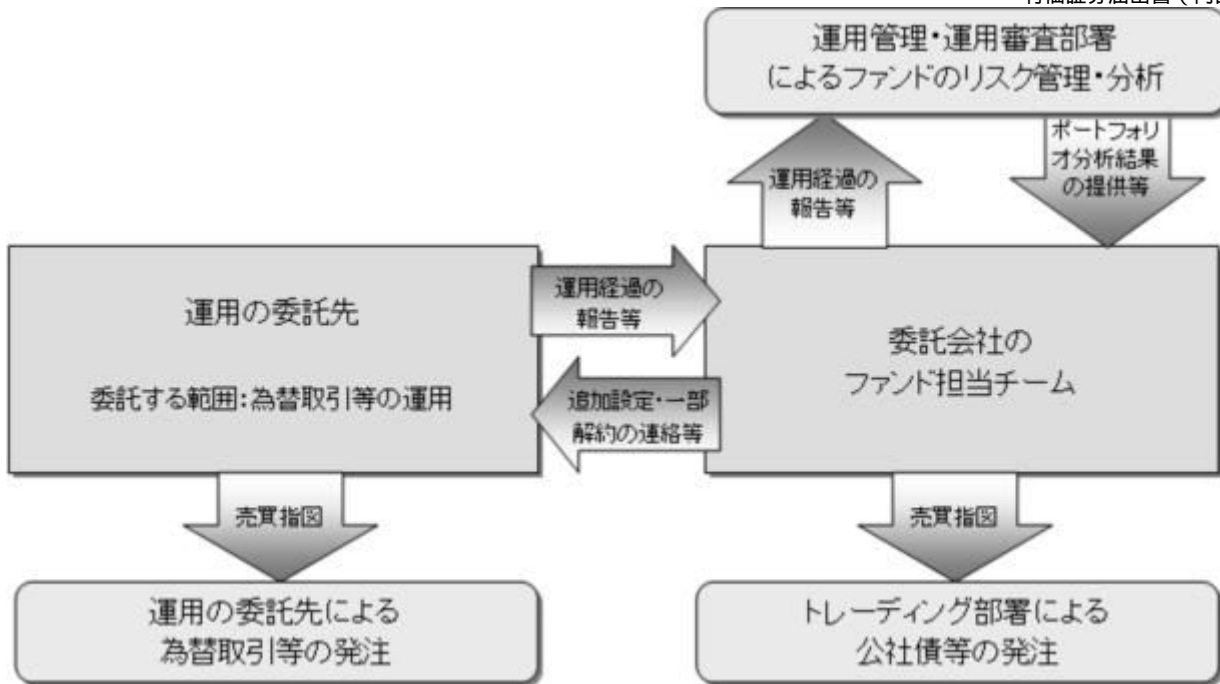 運用管理・運用審査部署
によるファンドのリスク管理・分析
運用経過の
報告等
ポートフォリ
オ分析結果
の提供等
運用の委託先
委託する範囲:為替取引等の運用
運用経過の
報告等
追加設定・一部
解約の連絡等
委託会社の
ファンド担当チーム
売買指図
売買指図
運用の委託先による
為替取引等の発注
トレーディング部署による
公社債等の発注